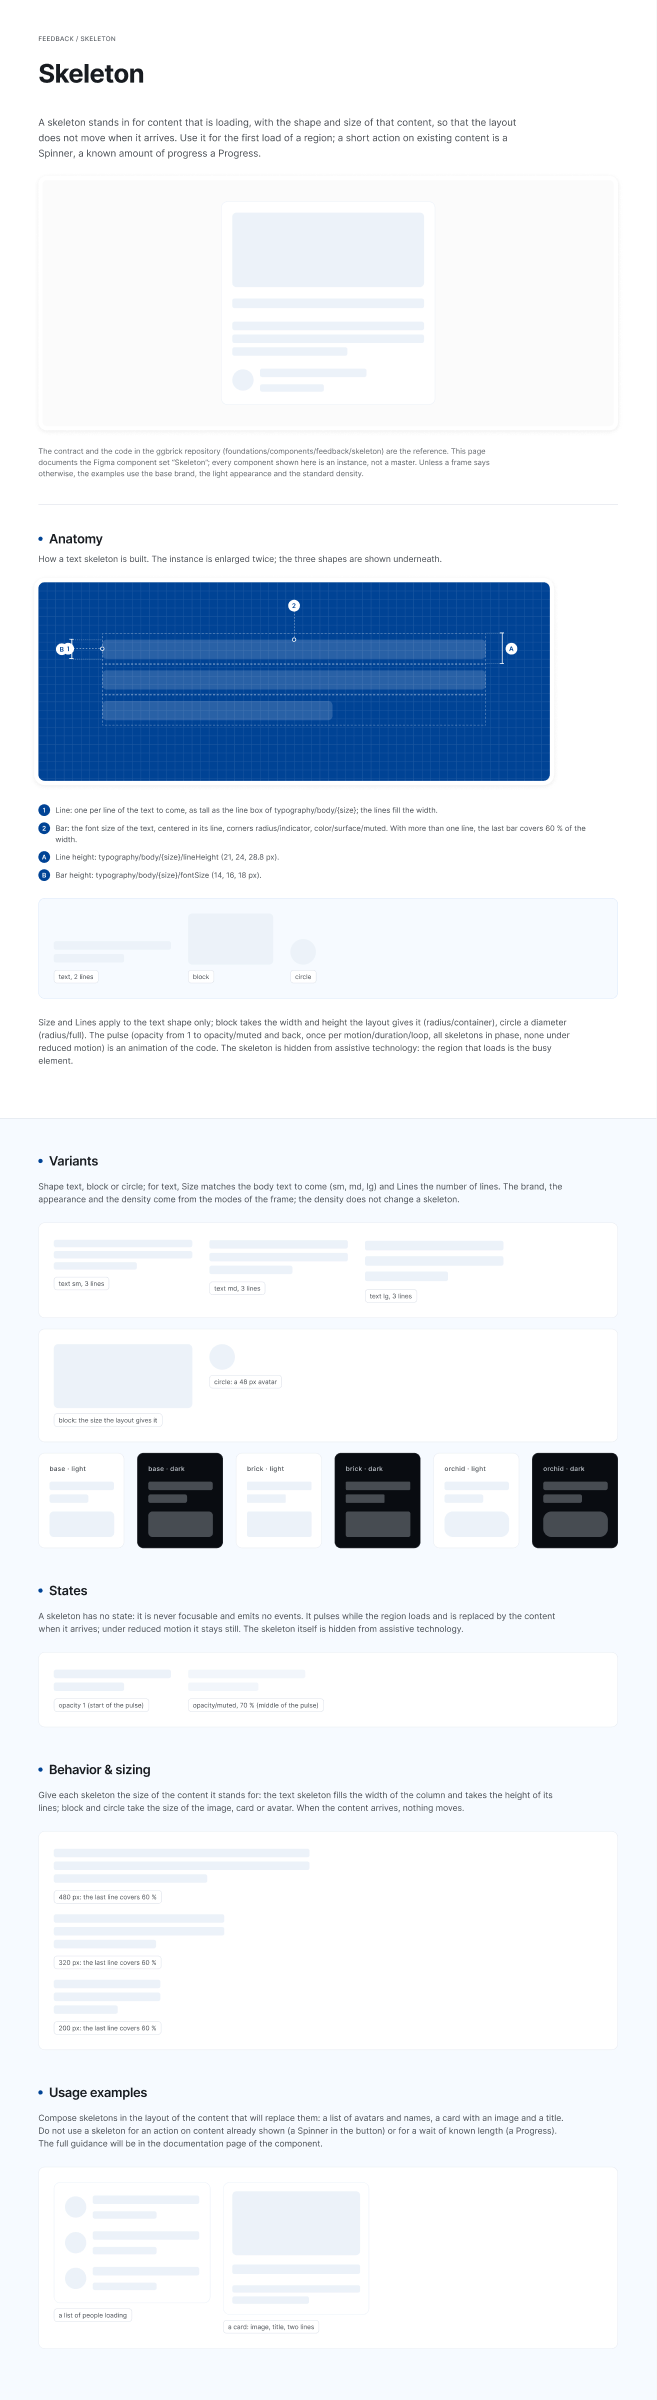 FEEDBACK / SKELETON
Skeleton
A skeleton stands in for content that is loading, with the shape and size of that content, so that the layout
does not move when it arrives. Use it for the first load of a region; a short action on existing content is a
Spinner, a known amount of progress a Progress.
The contract and the code in the ggbrick repository (foundations/components/feedback/skeleton) are the reference. This page
documents the Figma component set "Skeleton"; every component shown here is an instance, not a master. Unless a frame says
otherwise, the examples use the base brand, the light appearance and the standard density.
Anatomy
How a text skeleton is built. The instance is enlarged twice; the three shapes are shown underneath.
2
B 1
A
1 Line: one per line of the text to come, as tall as the line box of typography/body/{size}; the lines fill the width.
2 Bar: the font size of the text, centered in its line, corners radius/indicator, color/surface/muted. With more than one line, the last bar covers 60 % of the
width.
A Line height: typography/body/{size}/lineHeight (21, 24, 28.8 px).
B Bar height: typography/body/{size}/fontSize (14, 16, 18 px).
text, 2 lines
block
circle
Size and Lines apply to the text shape only; block takes the width and height the layout gives it (radius/container), circle a diameter
(radius/full). The pulse (opacity from 1 to opacity/muted and back, once per motion/duration/loop, all skeletons in phase, none under
reduced motion) is an animation of the code. The skeleton is hidden from assistive technology: the region that loads is the busy
element.
Variants
Shape text, block or circle; for text, Size matches the body text to come (sm, md, lg) and Lines the number of lines. The brand, the
appearance and the density come from the modes of the frame; the density does not change a skeleton.
text sm, 3 lines
text md, 3 lines
text lg, 3 lines
circle: a 48 px avatar
block: the size the layout gives it
base · light
base · dark
brick · light
brick · dark
orchid · light
orchid · dark
States
A skeleton has no state: it is never focusable and emits no events. It pulses while the region loads and is replaced by the content
when it arrives; under reduced motion it stays still. The skeleton itself is hidden from assistive technology.
opacity 1 (start of the pulse)
opacity/muted, 70 % (middle of the pulse)
Behavior & sizing
Give each skeleton the size of the content it stands for: the text skeleton fills the width of the column and takes the height of its
lines; block and circle take the size of the image, card or avatar. When the content arrives, nothing moves.
480 px: the last line covers 60 %
320 px: the last line covers 60 %
200 px: the last line covers 60 %
Usage examples
Compose skeletons in the layout of the content that will replace them: a list of avatars and names, a card with an image and a title.
Do not use a skeleton for an action on content already shown (a Spinner in the button) or for a wait of known length (a Progress).
The full guidance will be in the documentation page of the component.
a list of people loading
a card: image, title, two lines